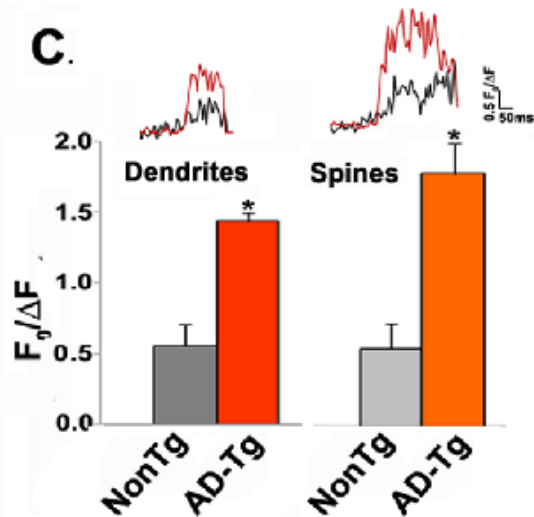 C.
0.5 F0/ΔF
50ms
2.0
Dendrites
Spines
*
*
1.5
1.0
0.5
0.0
F0/ΔF
NonTg
AD-Tg
NonTg
AD-Tg